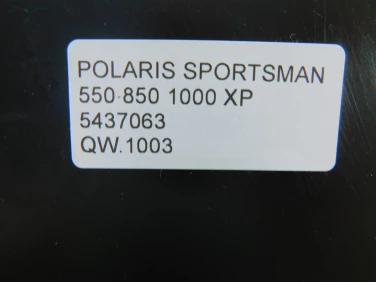 POLARIS SPORTSMAN
550-850 1000 XP
5437063
QW.1003